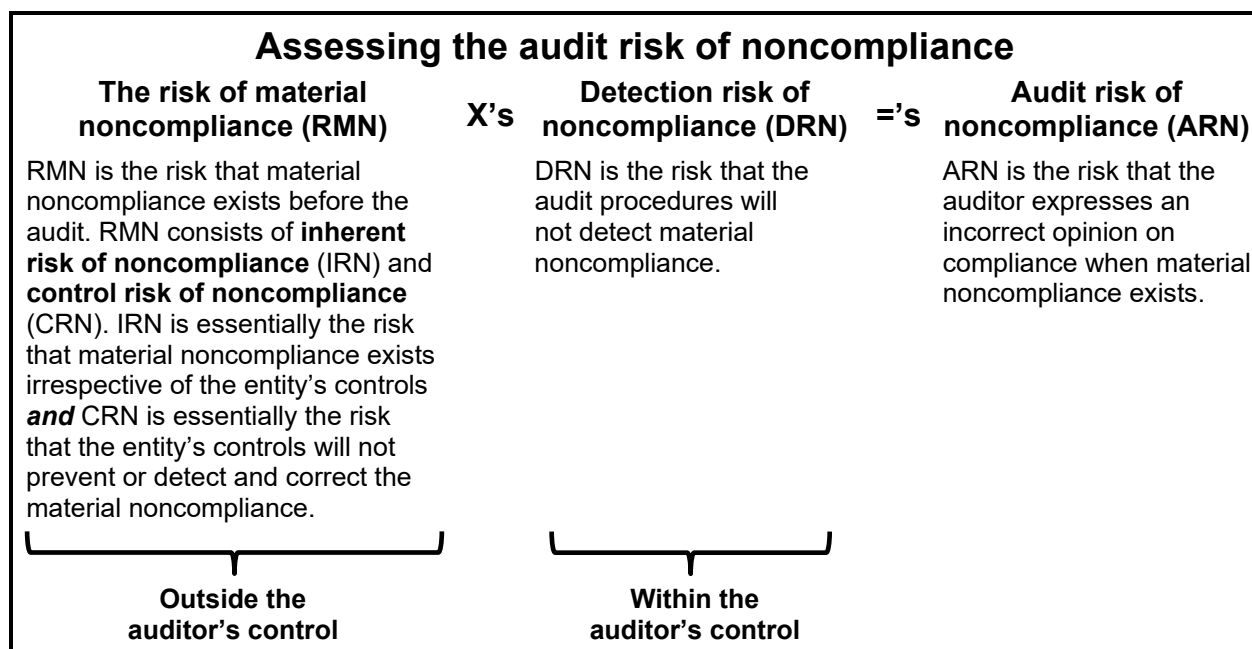 Assessing the audit risk of noncompliance
The risk of material
noncompliance (RMN)
X’s
Detection risk of
noncompliance (DRN)
=’s
Audit risk of
noncompliance (ARN)
RMN is the risk that material
noncompliance exists before the
audit. RMN consists of inherent
risk of noncompliance (IRN) and
control risk of noncompliance
(CRN). IRN is essentially the risk
that material noncompliance exists
irrespective of the entity’s controls
and CRN is essentially the risk
that the entity’s controls will not
prevent or detect and correct the
material noncompliance.
DRN is the risk that the
audit procedures will
not detect material
noncompliance.
ARN is the risk that the
auditor expresses an
incorrect opinion on
compliance when material
noncompliance exists.
Outside the
auditor’s control
Within the
auditor’s control